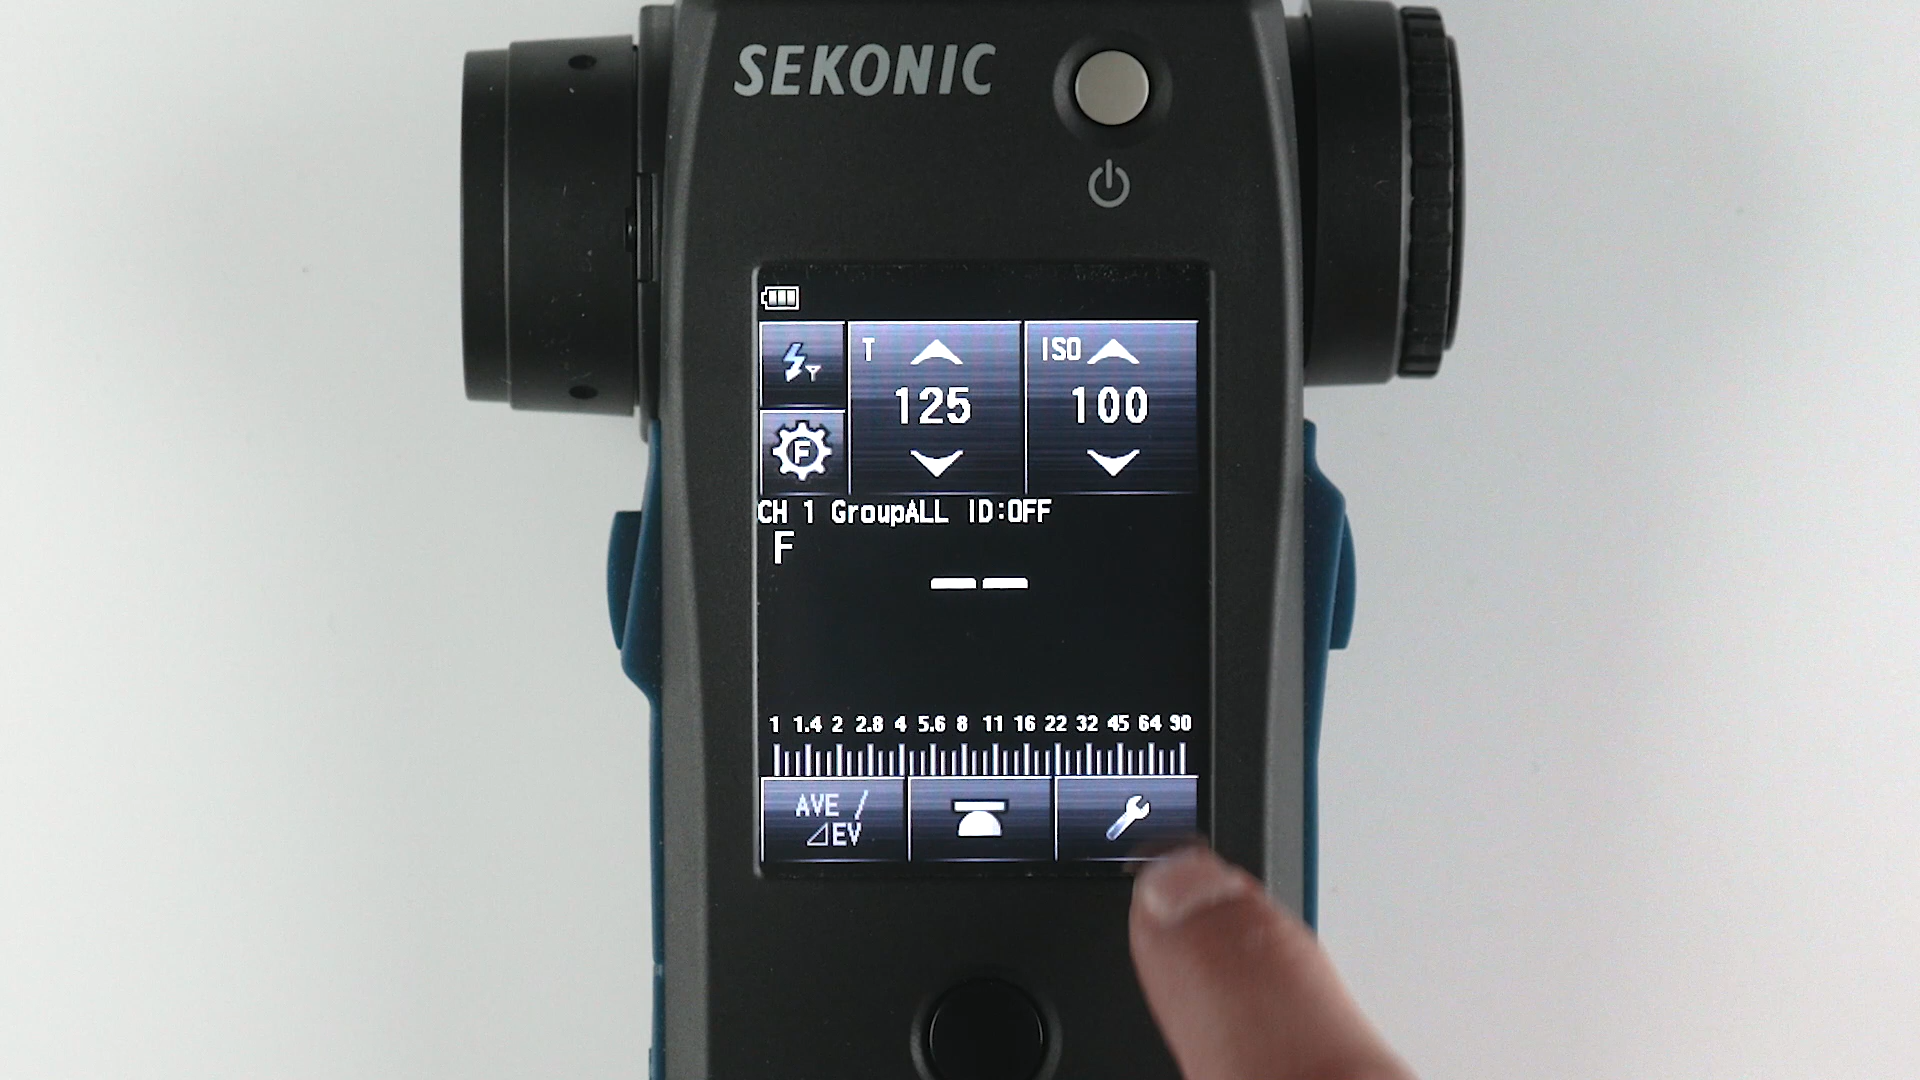 SEKONIC
T
ISO
125
100
F
CH 1 GroupALL ID:OFF
F
1 1.4 2 2.8 4 5.6 8 11 16 22 32 45 64 90
AVE /
⊿EV